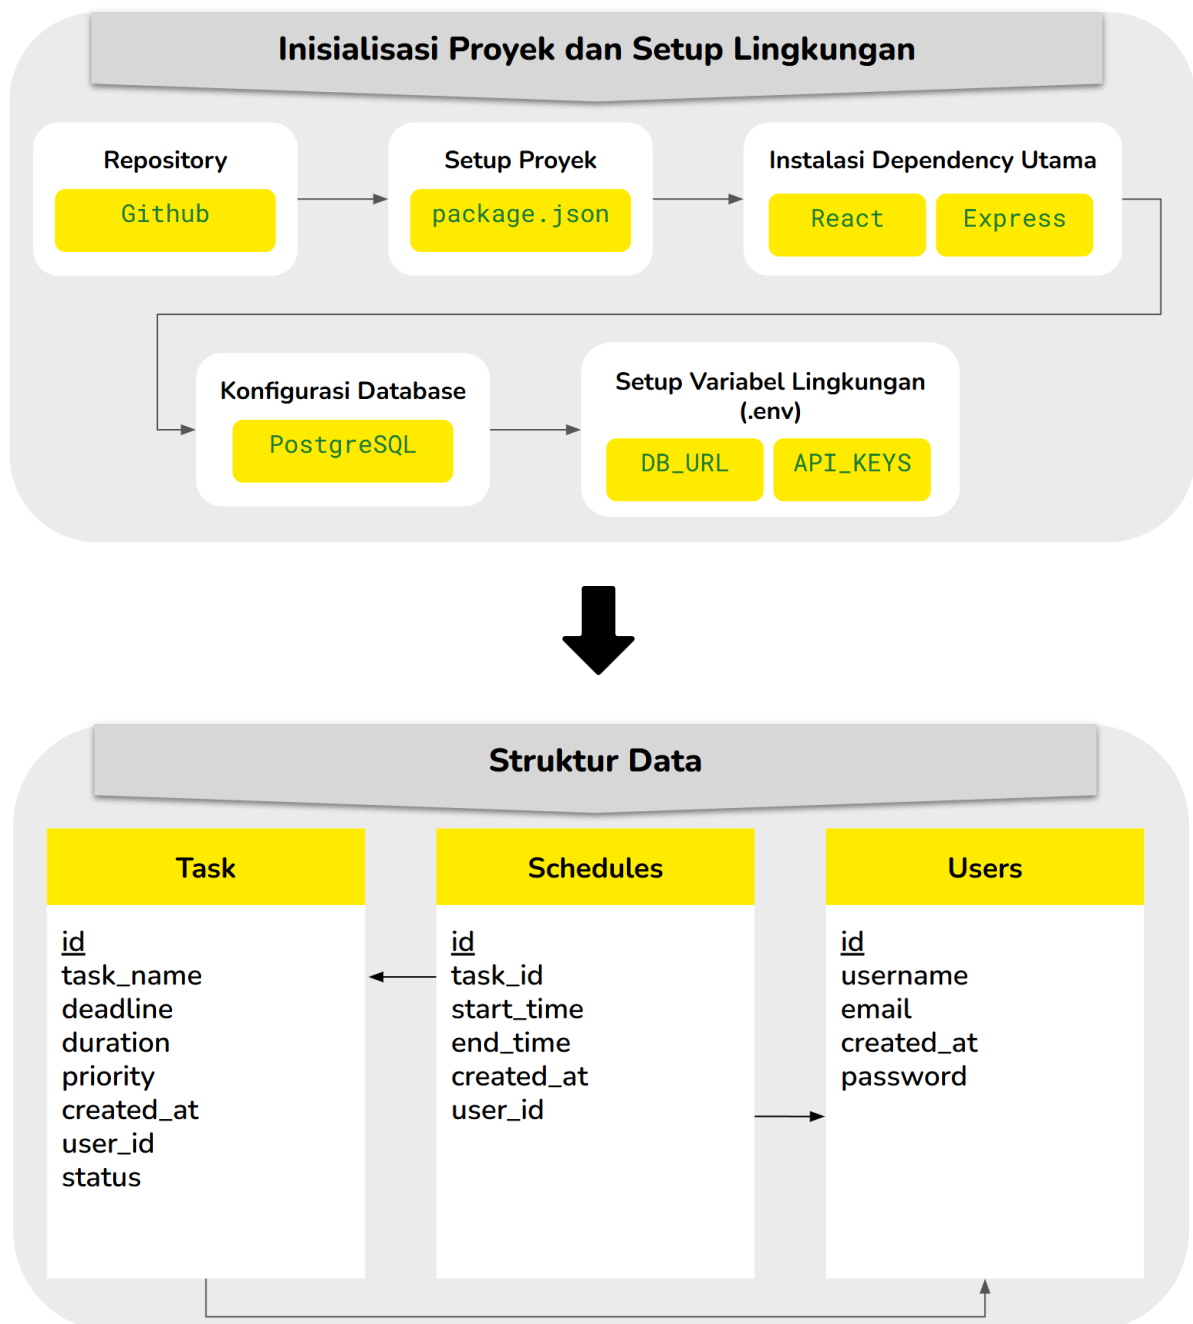 Inisialisasi Proyek dan Setup Lingkungan
Repository
Github
Setup Proyek
package.json
Instalasi Dependency Utama
React
Express
Konfigurasi Database
PostgreSQL
Setup Variabel Lingkungan
(.env)
DB_URL
API_KEYS
Struktur Data
Task
id
task_name
deadline
duration
priority
created_at
user_id
status
Schedules
id
task_id
start_time
end_time
created_at
user_id
Users
id
username
email
created_at
password